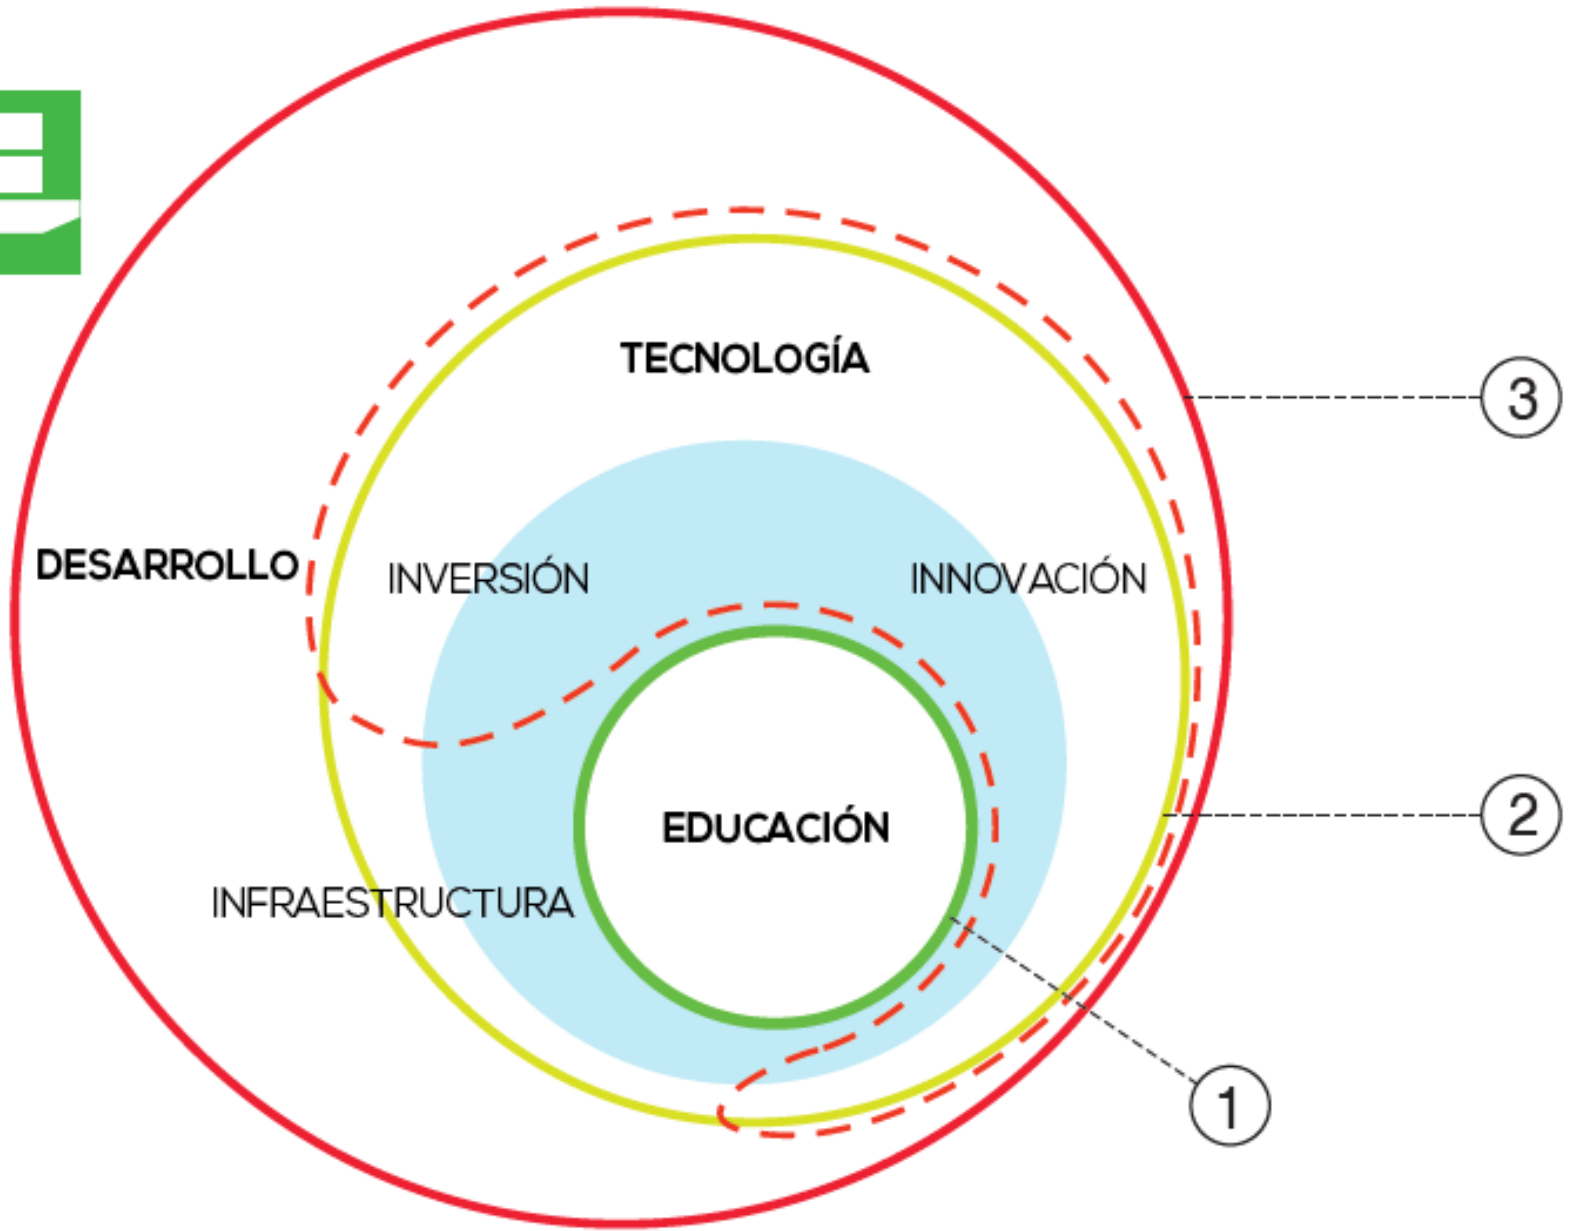 TECNOLOGÍA
3
DESARROLLO
INVERSIÓN
INNOVACIÓN
2
EDUCACIÓN
INFRAESTRUCTURA
1